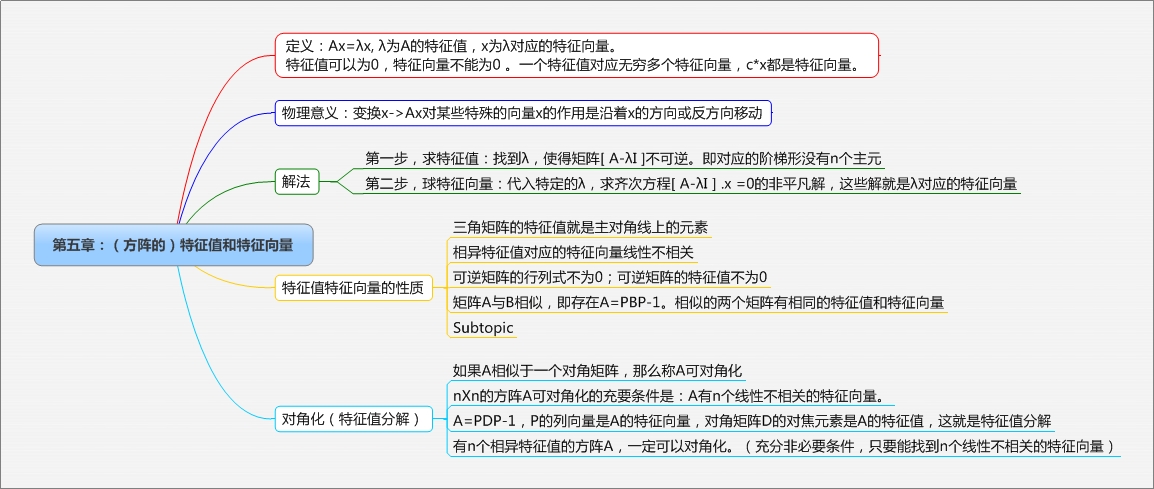 定义：Ax=λx, λ为A的特征值，x为λ对应的特征向量。
特征值可以为0，特征向量不能为0 。一个特征值对应无穷多个特征向量，c*x都是特征向量。
物理意义：变换x->Ax对某些特殊的向量x的作用是沿着x的方向或反方向移动
解法
第一步，求特征值：找到λ，使得矩阵[ A-λI ]不可逆。即对应的阶梯形没有n个主元
第二步，球特征向量：代入特定的λ，求齐次方程[ A-λI ] .x =0的非平凡解，这些解就是λ对应的特征向量
第五章：（方阵的）特征值和特征向量
特征值特征向量的性质
三角矩阵的特征值就是主对角线上的元素
相异特征值对应的特征向量线性不相关
可逆矩阵的行列式不为0；可逆矩阵的特征值不为0
矩阵A与B相似，即存在A=PBP-1。相似的两个矩阵有相同的特征值和特征向量
Subtopic
对角化（特征值分解）
如果A相似于一个对角矩阵，那么称A可对角化
nXn的方阵A可对角化的充要条件是：A有n个线性不相关的特征向量。
A=PDP-1，P的列向量是A的特征向量，对角矩阵D的对焦元素是A的特征值，这就是特征值分解
有n个相异特征值的方阵A，一定可以对角化。（充分非必要条件，只要能找到n个线性不相关的特征向量）